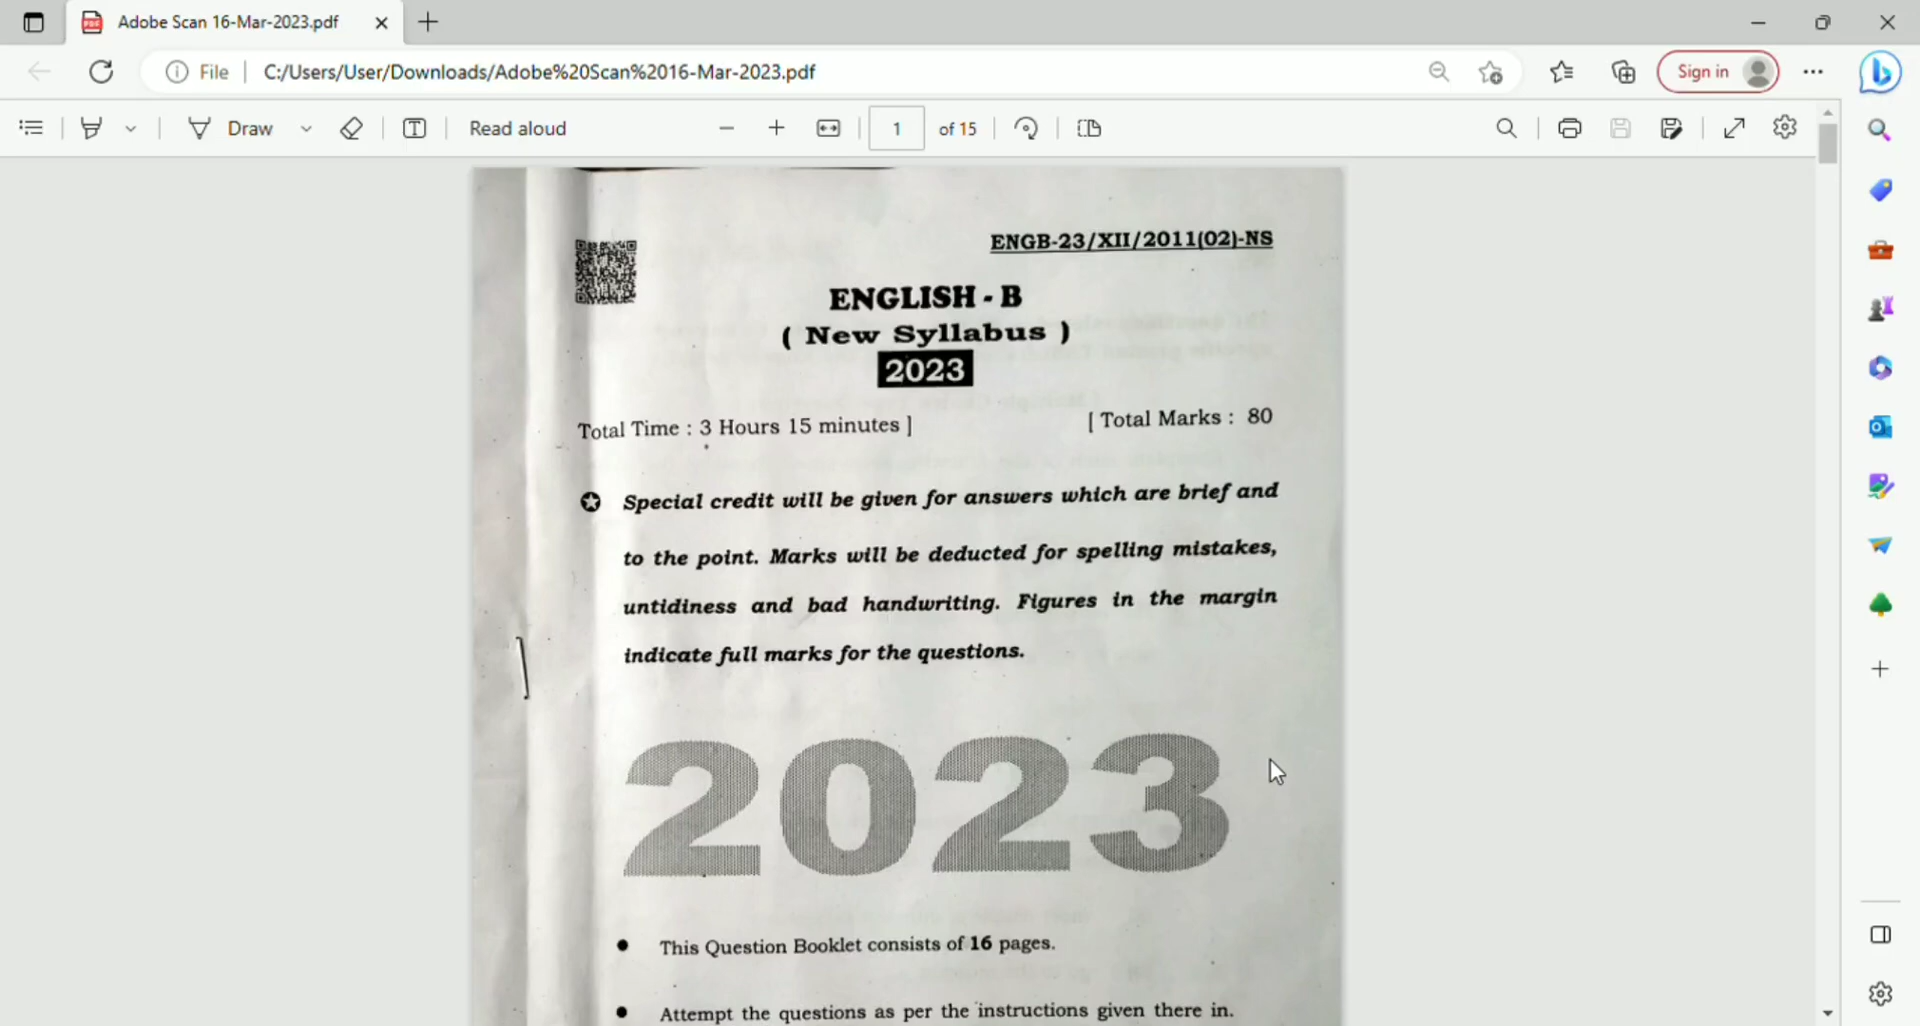 Adobe Scan 16-Mar-2023.pdf
File
C:/Users/User/Downloads/Adobe%20Scan%2016-Mar-2023.pdf
Sign in
Draw
Read aloud
1 of 15
ENGB-23/XII/2011(02)-NS
ENGLISH - B
( New Syllabus )
2023
Total Time : 3 Hours 15 minutes ]
[ Total Marks : 80
Special credit will be given for answers which are brief and
to the point. Marks will be deducted for spelling mistakes,
untidiness and bad handwriting. Figures in the margin
indicate full marks for the questions.
2023
• This Question Booklet consists of 16 pages.
• Attempt the questions as per the instructions given there in.